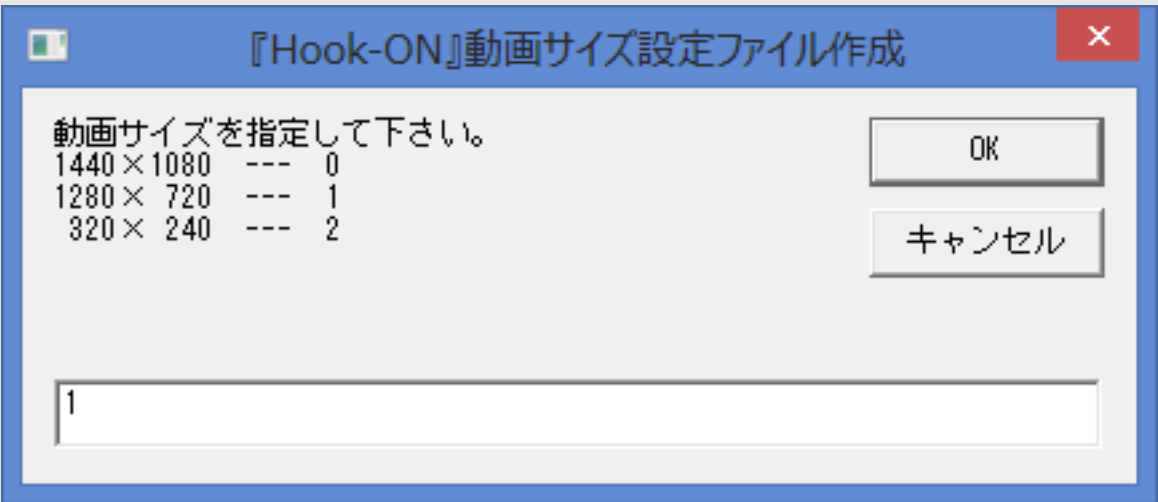 『Hook-ON』動画サイズ設定ファイル作成
×
動画サイズを指定して下さい。
1440×1080 --- 0
1280× 720 --- 1
320× 240 --- 2
OK
キャンセル
1